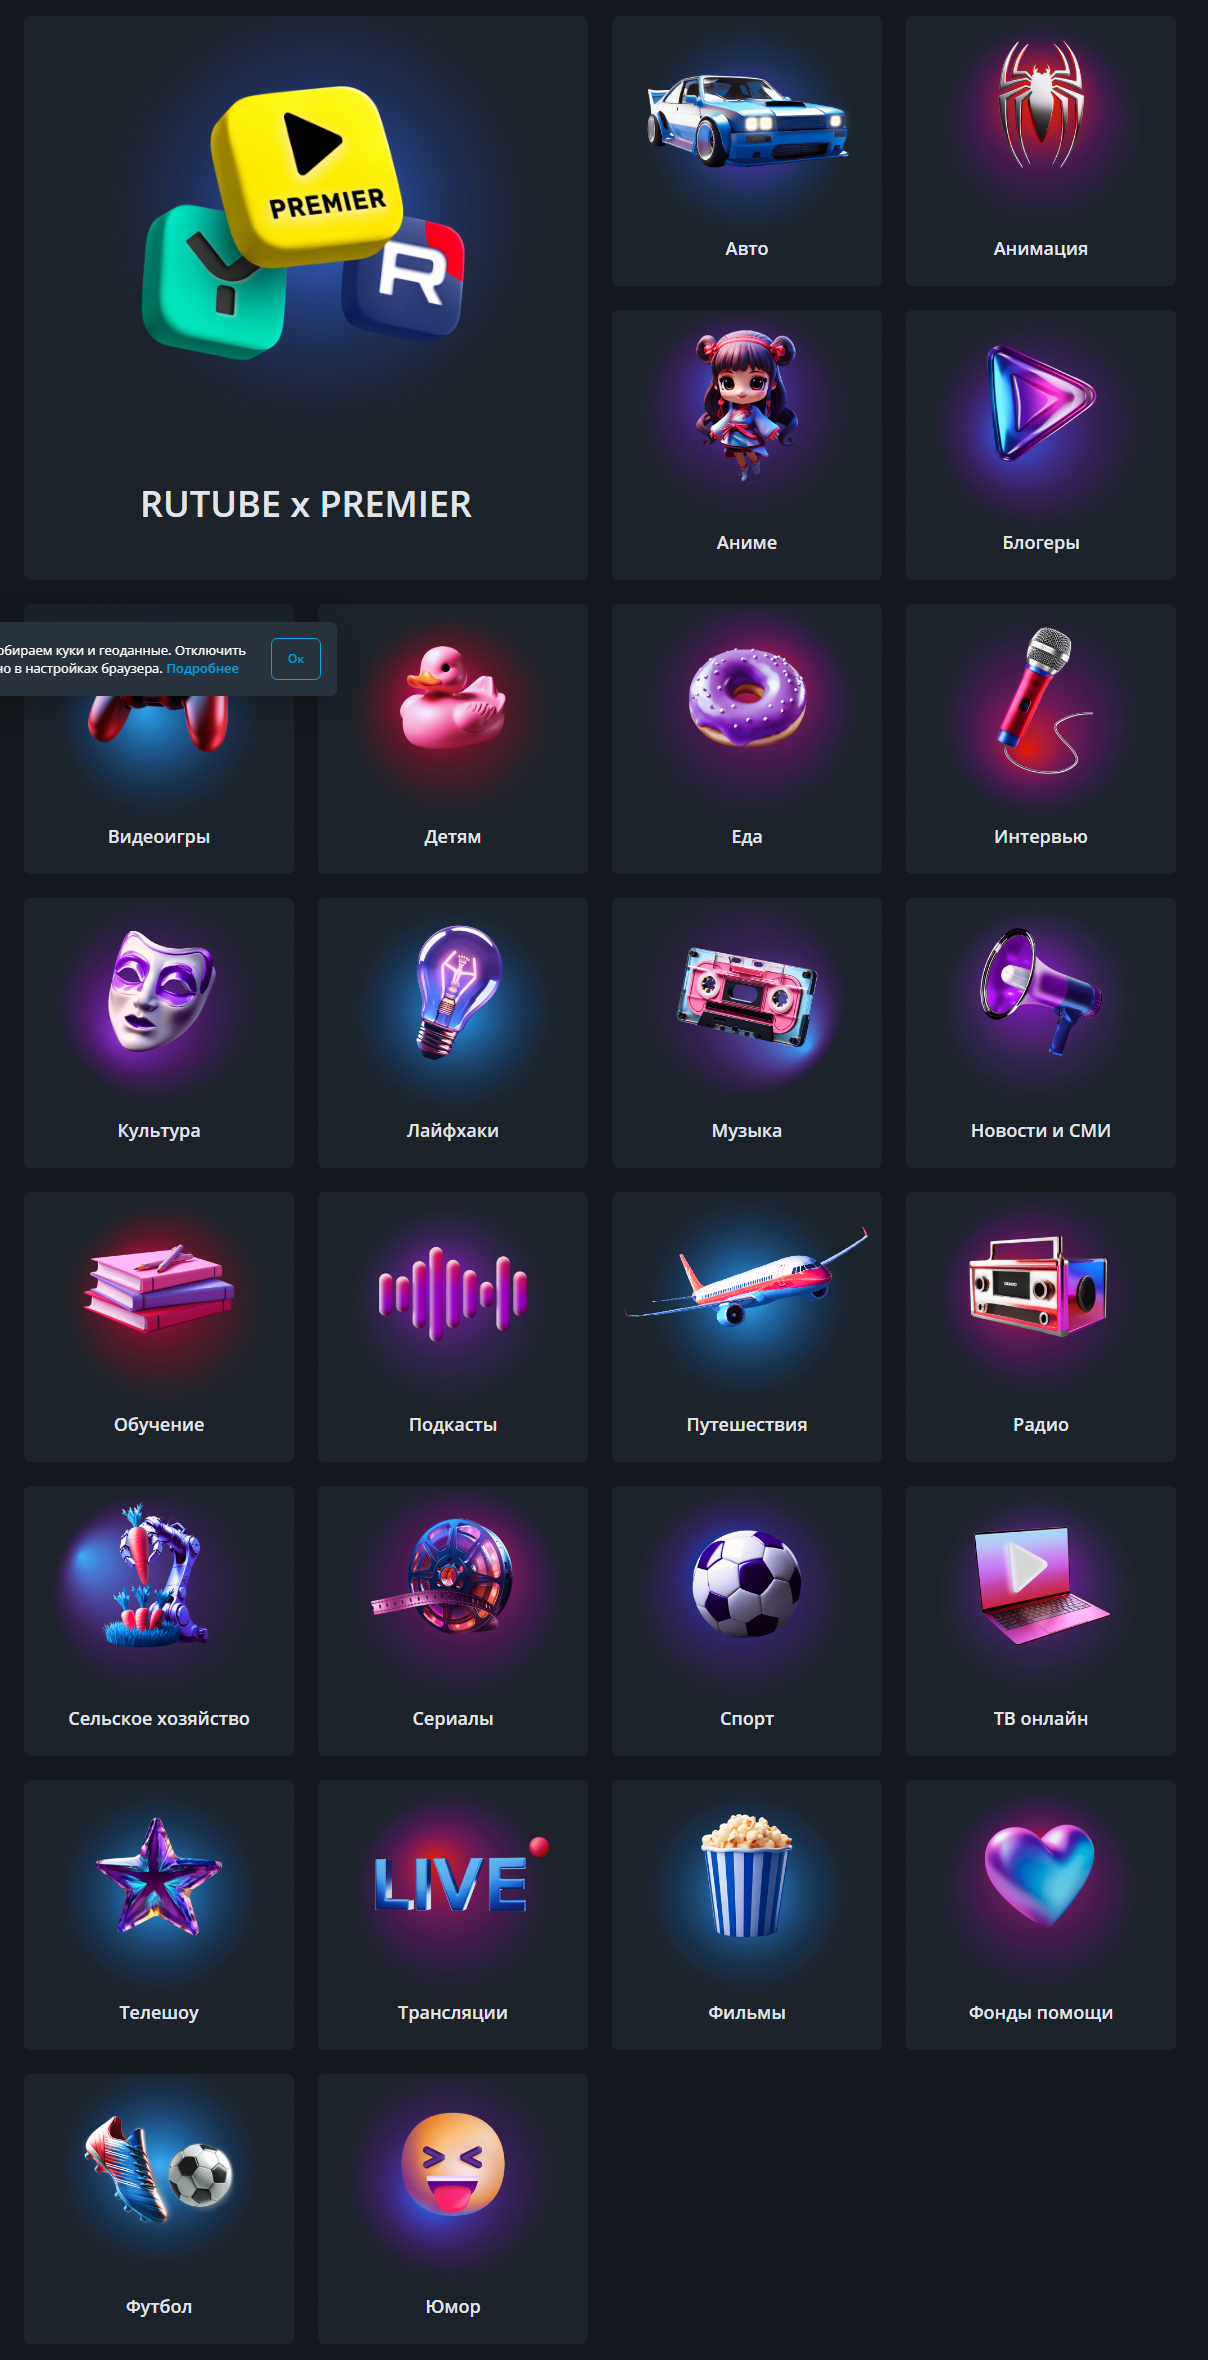 PREMIER
RUTUBE x PREMIER
Авто
Анимация
Аниме
Блогеры
обираем куки и геоданные. Отключить
но в настройках браузера. Подробнее
Ок
Видеоигры
Детям
Еда
Интервью
Культура
Лайфхаки
Музыка
Новости и СМИ
Обучение
Подкасты
Путешествия
Радио
Сельское хозяйство
Сериалы
Спорт
ТВ онлайн
LIVE
Телешоу
Трансляции
Фильмы
Фонды помощи
Футбол
Юмор